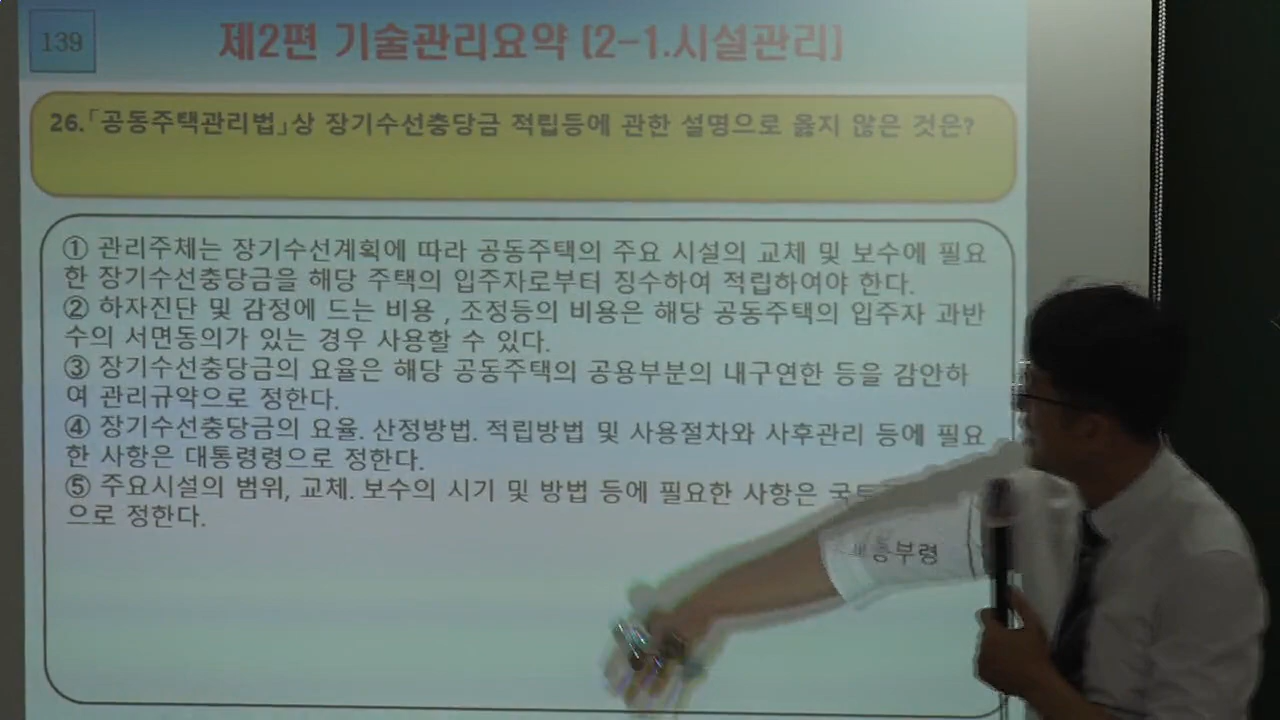 139
제2편 기술관리요약 [2-1.시설관리]
26.「공동주택관리법」상 장기수선충당금 적립등에 관한 설명으로 옳지 않은 것은?
① 관리주체는 장기수선계획에 따라 공동주택의 주요 시설의 교체 및 보수에 필요
한 장기수선충당금을 해당 주택의 입주자로부터 징수하여 적립하여야 한다.
② 하자진단 및 감정에 드는 비용 , 조정등의 비용은 해당 공동주택의 입주자 과반
수의 서면동의가 있는 경우 사용할 수 있다.
③ 장기수선충당금의 요율은 해당 공동주택의 공용부분의 내구연한 등을 감안하
여 관리규약으로 정한다.
④ 장기수선충당금의 요율. 산정방법. 적립방법 및 사용절차와 사후관리 등에 필요
한 사항은 대통령령으로 정한다.
⑤ 주요시설의 범위, 교체. 보수의 시기 및 방법 등에 필요한 사항은 국토
통부령
으로 정한다.